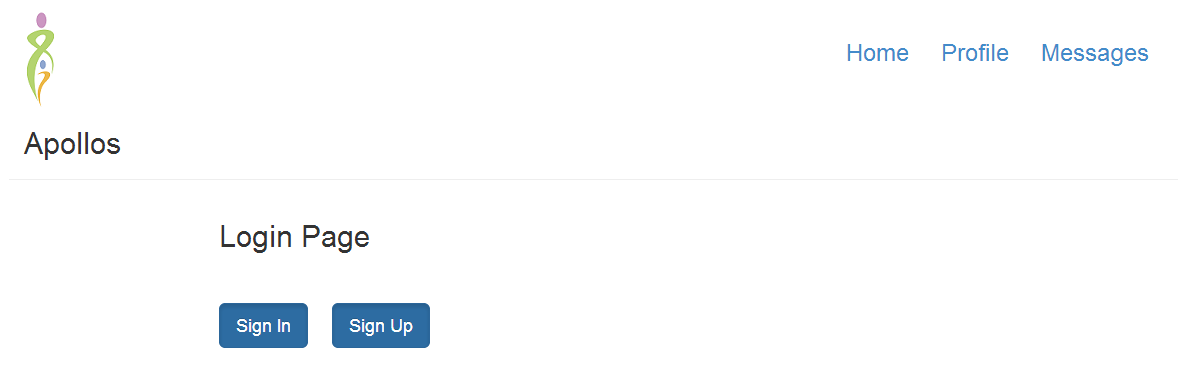 Home Profile Messages
Apollos
Login Page
Sign In Sign Up